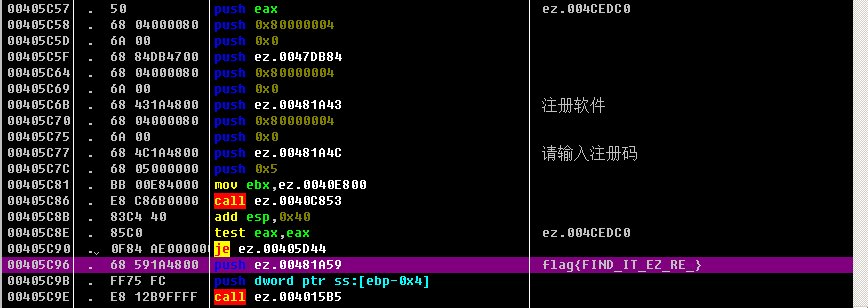 00405C57 . 50 push eax ez.004CEDC0
00405C58 . 68 04000080 push 0x80000004
00405C5D . 6A 00 push 0x0
00405C5F . 68 84DB4700 push ez.0047DB84
00405C64 . 68 04000080 push 0x80000004
00405C69 . 6A 00 push 0x0
00405C6B . 68 431A4800 push ez.00481A43 注册软件
00405C70 . 68 04000080 push 0x80000004
00405C75 . 6A 00 push 0x0
00405C77 . 68 4C1A4800 push ez.00481A4C 请输入注册码
00405C7C . 68 05000000 push 0x5
00405C81 . BB 00E84000 mov ebx,ez.0040E800
00405C86 . E8 C86B0000 call ez.0040C853
00405C8B . 83C4 40 add esp,0x40
00405C8E . 85C0 test eax,eax ez.004CEDC0
00405C90 .⌄ 0F84 AE000000 je ez.00405D44
00405C96 . 68 591A4800 push ez.00481A59 flag{FIND_IT_EZ_RE_}
00405C9B . FF75 FC push dword ptr ss:[ebp-0x4]
00405C9E . E8 12B9FFFF call ez.004015B5